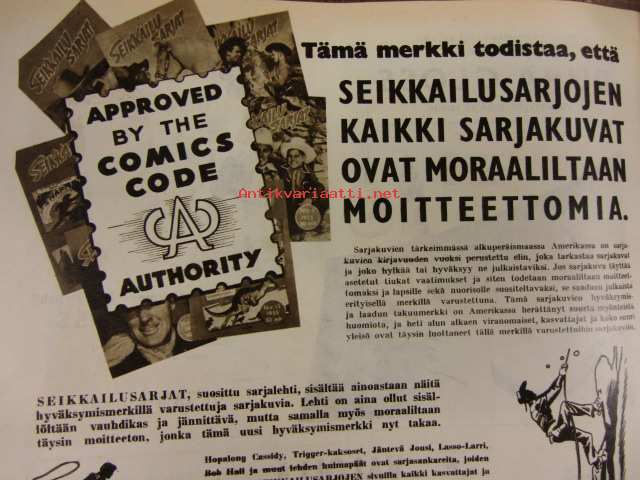 Tämä merkki todistaa, että
SEIKKAILUSARJOJEN
KAIKKI SARJAKUVAT
OVAT MORAALILTAAN
MOITTEETTOMIA.
SEIKKAILU
SARJAT
APPROVED
BY THE
COMICS
CODE
CA
AUTHORITY
Antikvariaatti.net
Sarjakuvien tärkeimmässä alkuperäismaassa Amerikassa on sarja-
kuvien kirjavuuden vuoksi perustettu elin, joka tarkastaa sarjakuvat
ja joko hylkää tai hyväksyy ne julkaistaviksi. Jos sarjakuva täyttää
asetetut tiukat vaatimukset ja siten todetaan moraaliltaan moitteet-
tomaksi ja lapsille sekä nuorisolle suositeltavaksi, se saadaan julkaista
erityisellä merkillä varustettuna. Tämä sarjakuvien hyväksymis-
ja laadun takuumerkki on Amerikassa herättänyt suurta myönteistä
huomiota, ja heti alun alkaen viranomaiset, kasvattajat ja koko suuri
yleisö ovat täysin luottaneet tällä merkillä varustettuihin sarjakuviin.
SEIKKAILUSARJAT, suosittu sarjalehti, sisältää ainoastaan näitä
hyväksymismerkillä varustettuja sarjakuvia. Lehti on aina ollut sisäl-
löltään vauhdikas ja jännittävä, mutta samalla myös moraaliltaan
täysin moitteeton, jonka tämä uusi hyväksymismerkki nyt takaa.
Hopalong Cassidy, Trigger-kaksoset, Jäntevä Jousi, Lasso-Larri,
Bob Hall ja muut lehden huimapäät ovat sarjasankareita, joiden
SEIKKAILUSARJOJEN sivuilla kaikki kasvattajat ja